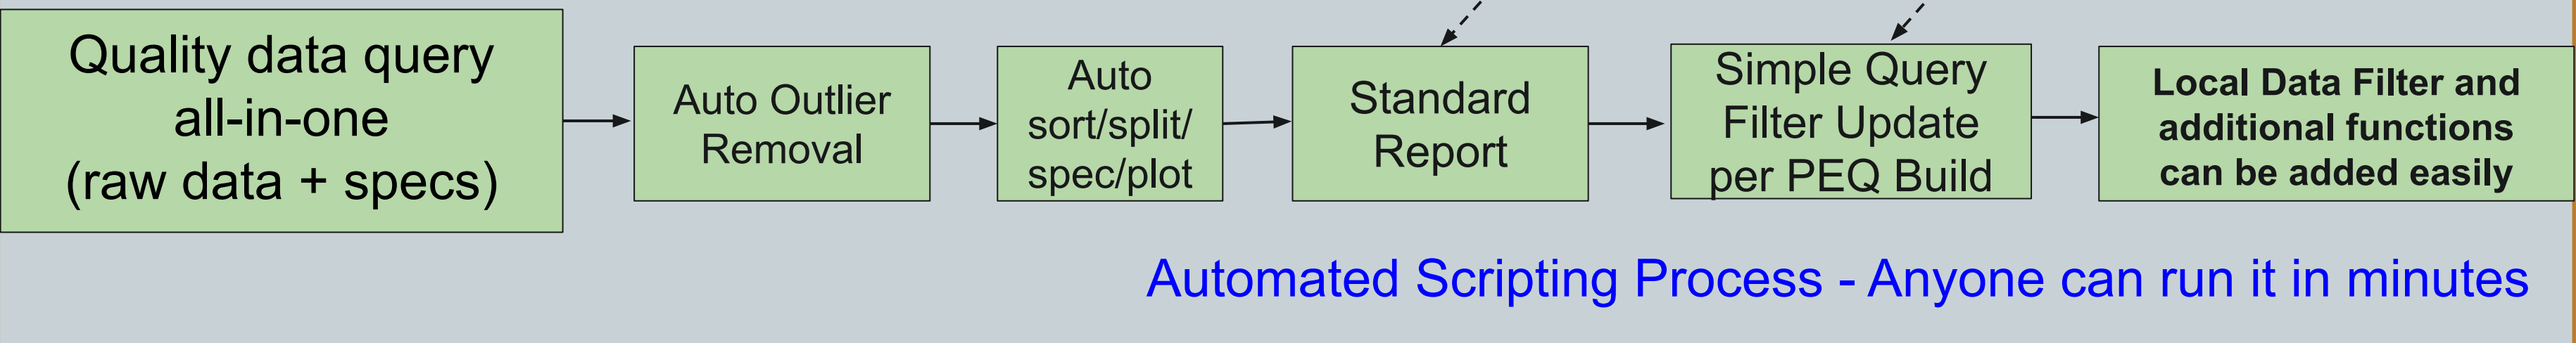 Quality data query
all-in-one
(raw data + specs)
Auto Outlier
Removal
Auto
sort/split/
spec/plot
Standard
Report
Simple Query
Filter Update
per PEQ Build
Local Data Filter and
additional functions
can be added easily
Automated Scripting Process - Anyone can run it in minutes